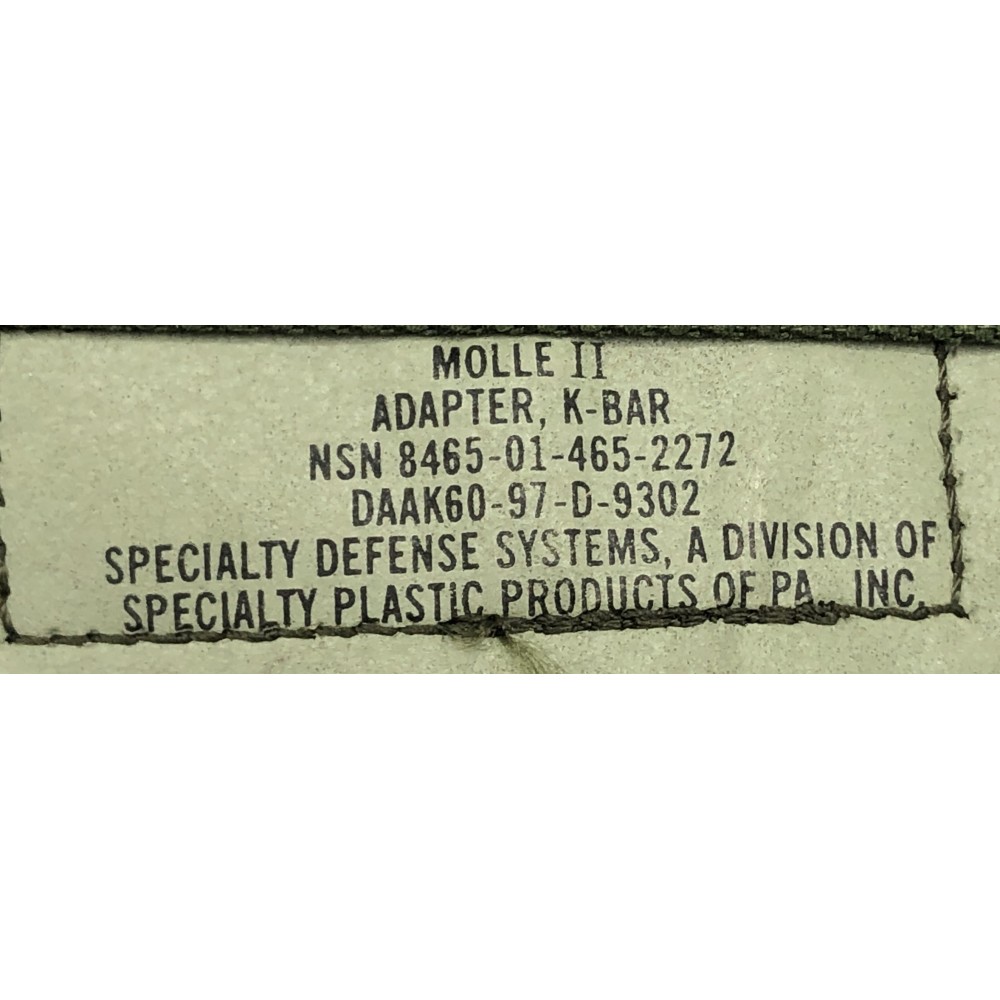 MOLLE II
ADAPTER, K-BAR
NSN 8465-01-465-2272
DAAK60-97-D-9302
SPECIALTY DEFENSE SYSTEMS, A DIVISION OF
SPECIALTY PLASTIC PRODUCTS OF PA., INC.